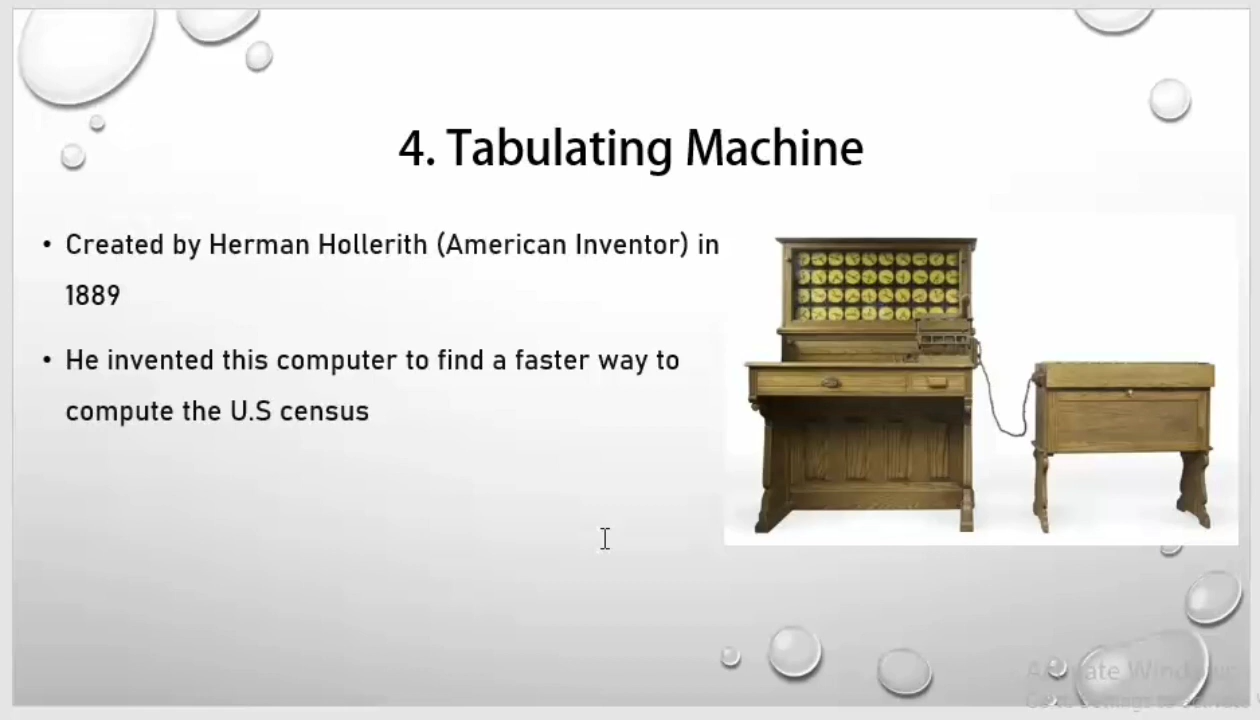 4. Tabulating Machine
• Created by Herman Hollerith (American Inventor) in
1889
• He invented this computer to find a faster way to
compute the U.S census
Activate Windows